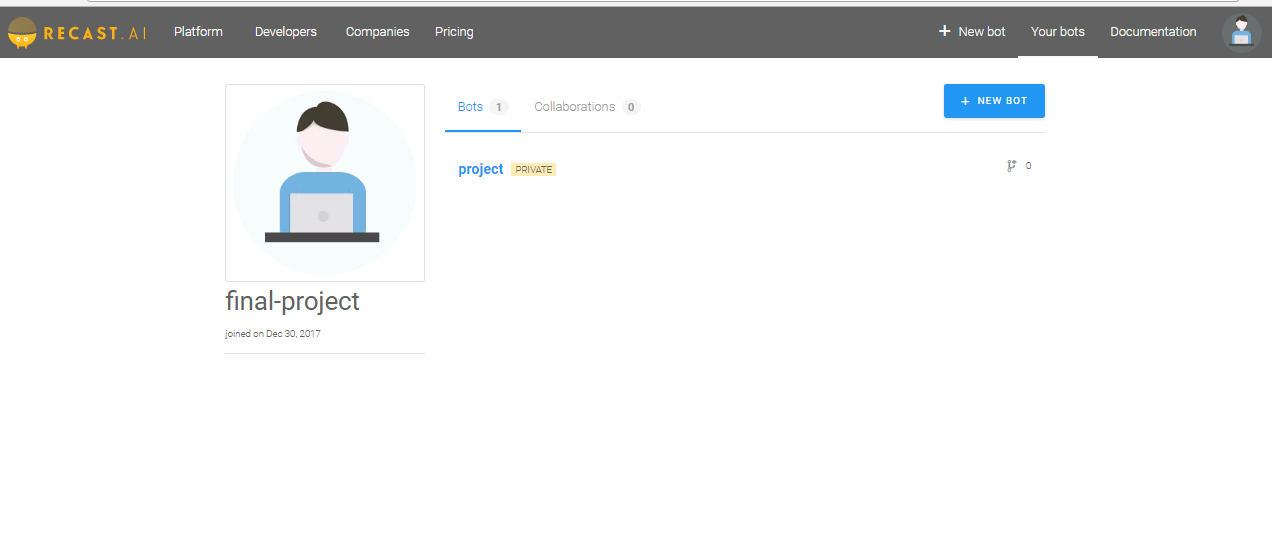 RECAST.AI Platform Developers Companies Pricing + New bot Your bots Documentation
Bots 1 Collaborations 0 + NEW BOT
project PRIVATE 0
final-project
joined on Dec 30, 2017